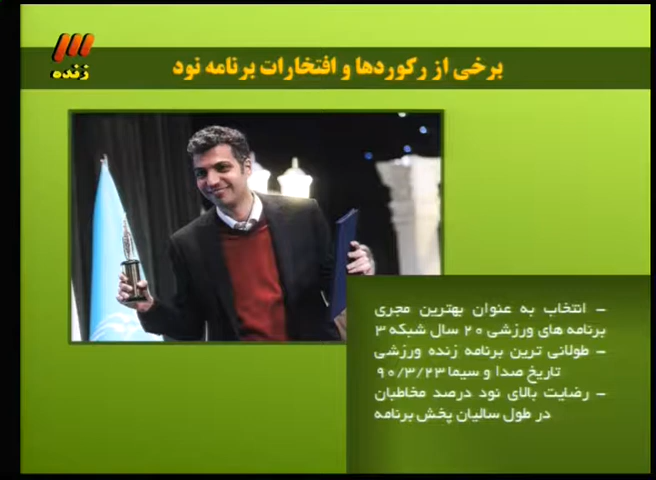 زنده
برخی از رکوردها و افتخارات برنامه نود
- انتخاب به عنوان بهترین مجری
برنامه های ورزشی ۲۰ سال شبکه ۳
- طولانی ترین برنامه زنده ورزشی
تاریخ صدا و سیما ۹۰/۳/۲۳
- رضایت بالای نود درصد مخاطبان
در طول سالیان پخش برنامه